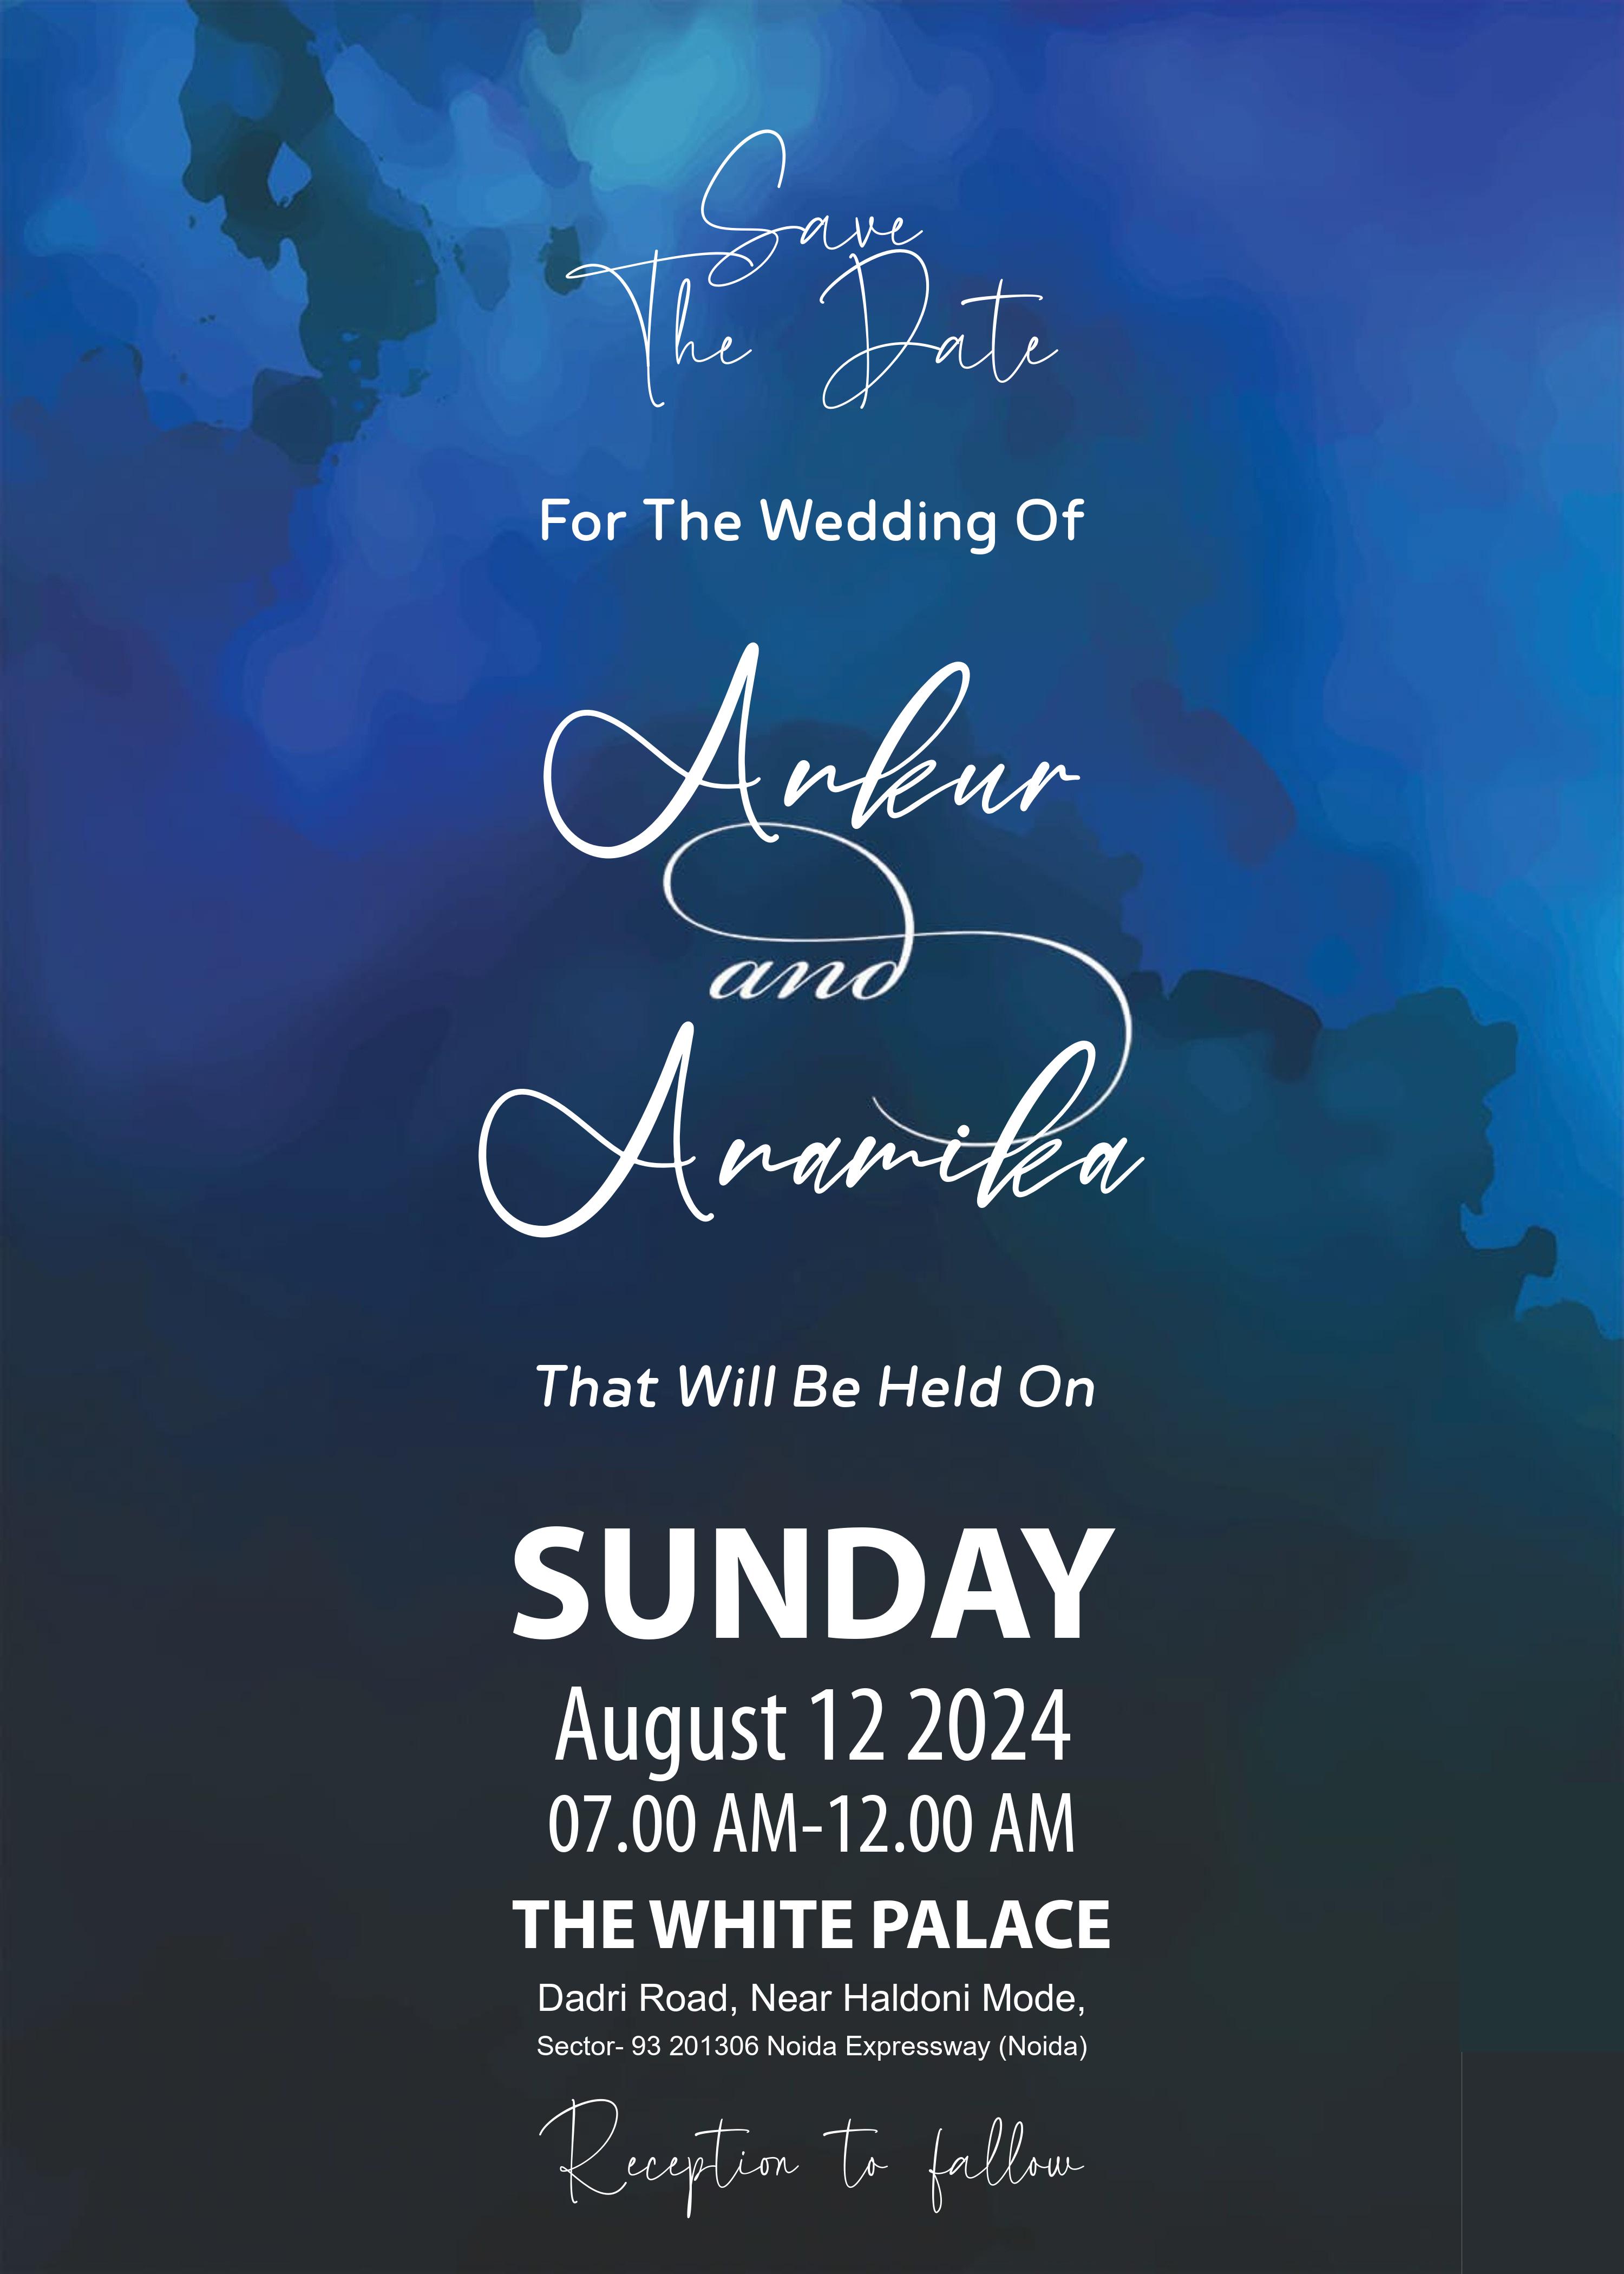 Save
The Date
For The Wedding Of
Ankur
and
Anamika
That Will Be Held On
SUNDAY
August 12 2024
07.00 AM-12.00 AM
THE WHITE PALACE
Dadri Road, Near Haldoni Mode,
Sector- 93 201306 Noida Expressway (Noida)
Reception to fallow